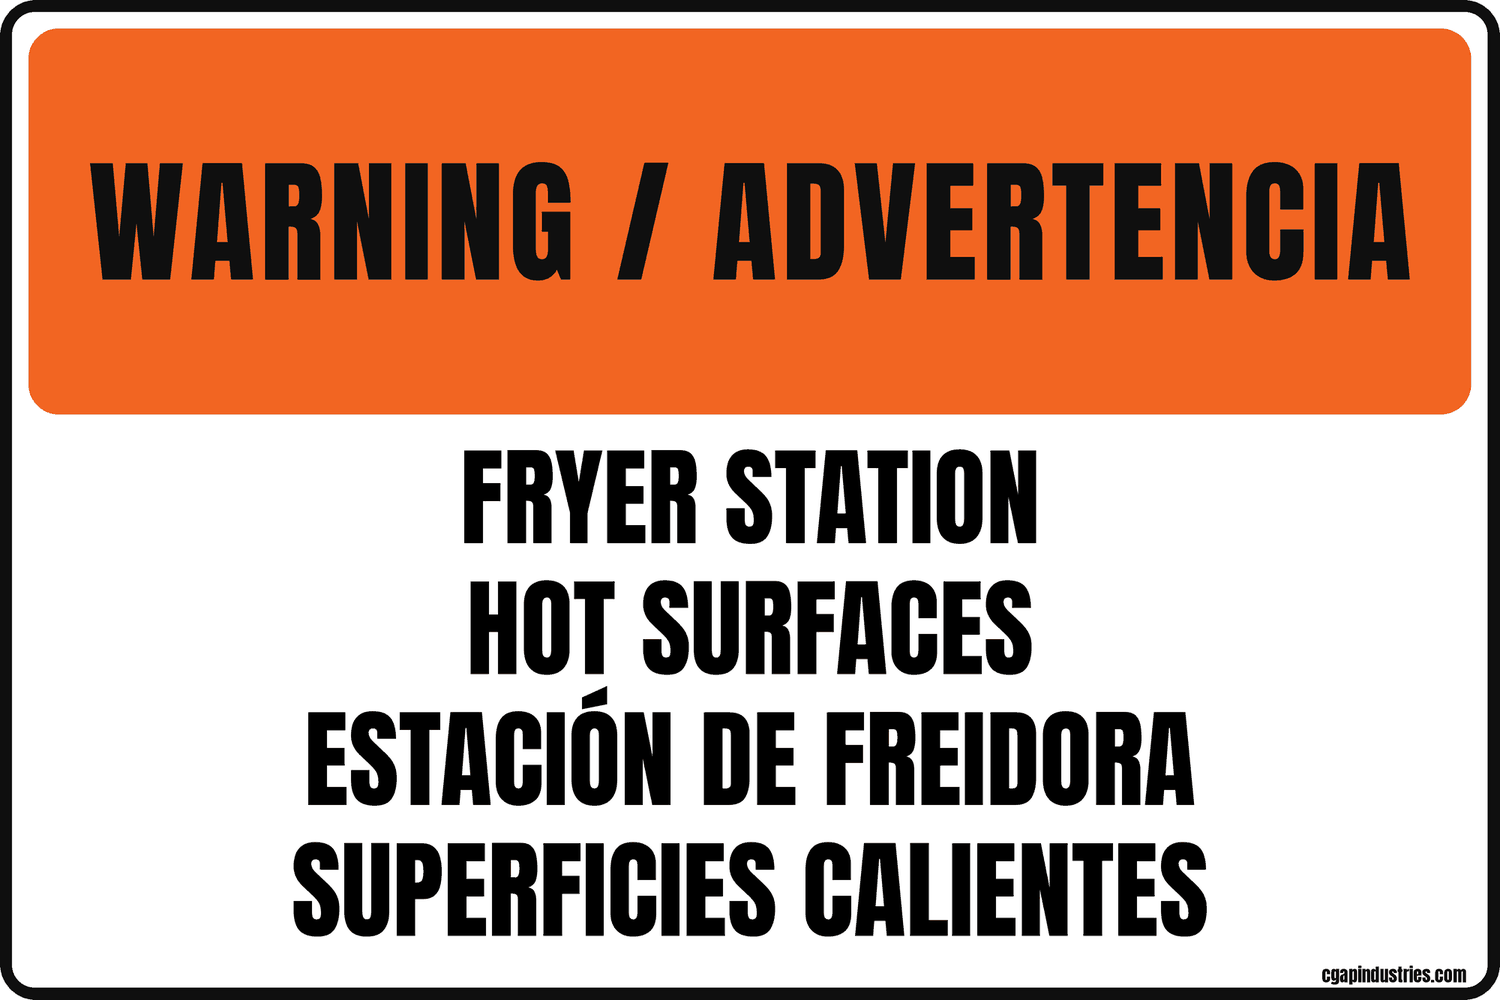 WARNING / ADVERTENCIA
FRYER STATION
HOT SURFACES
ESTACIÓN DE FREIDORA
SUPERFICIES CALIENTES
cgapindustries.com